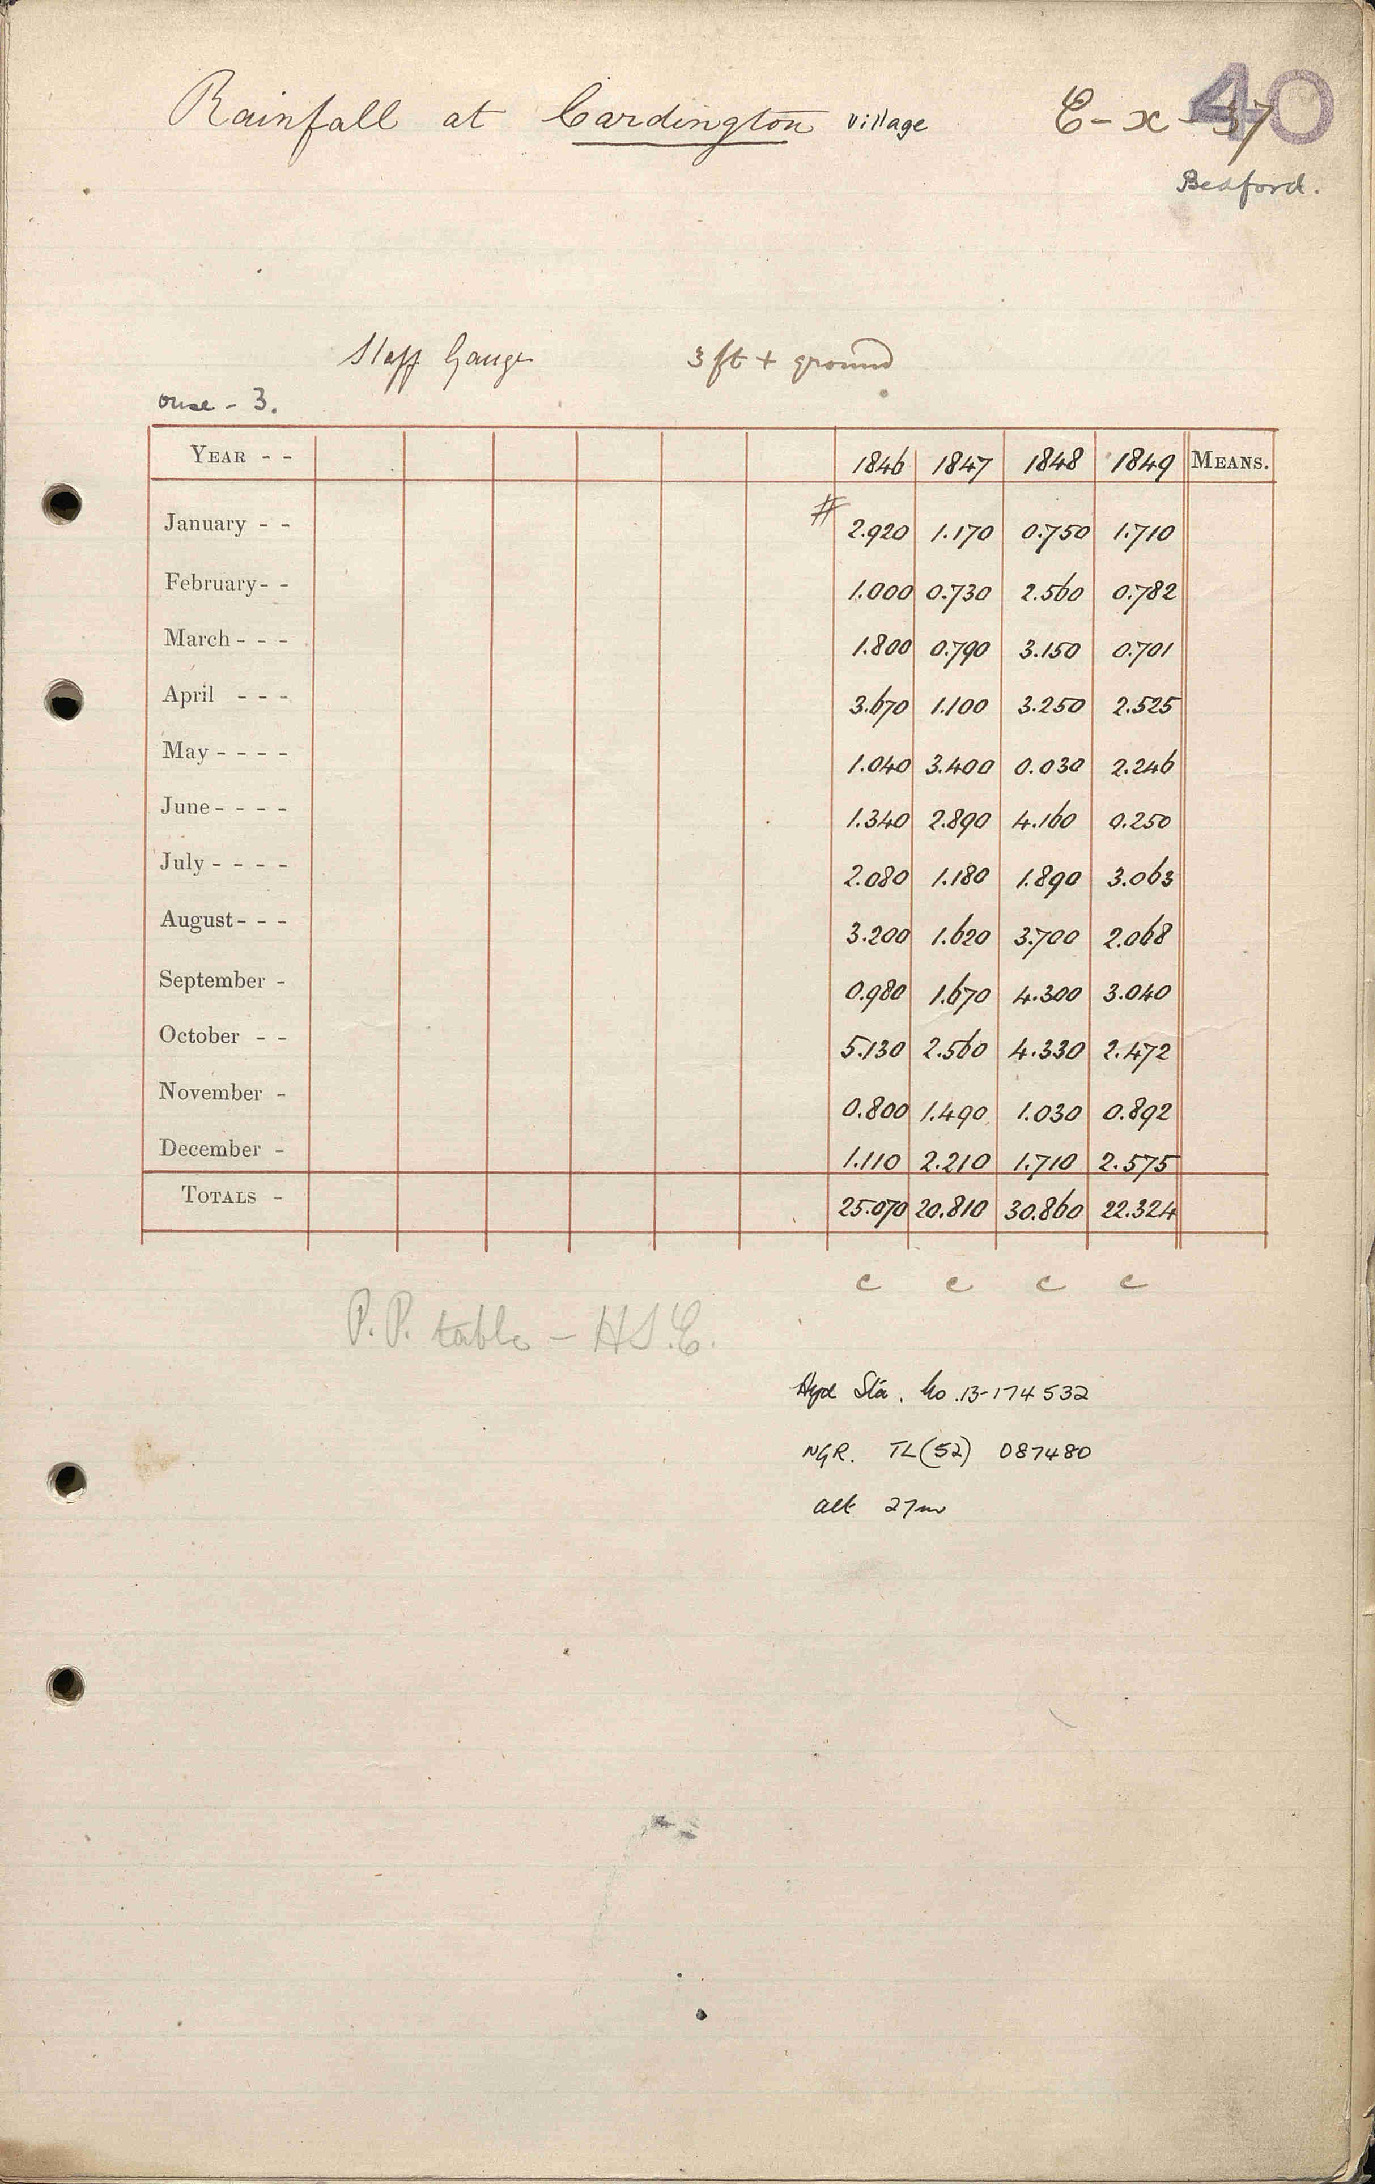 Rainfall at Cardington village E-x-37 40
Bedford.
Staff Gauge 3 ft + ground
Ouse - 3.
YEAR - - 1846 1847 1848 1849 MEANS.
January - - # 2.920 1.170 0.750 1.710
February - - 1.000 0.730 2.560 0.782
March - - - 1.800 0.790 3.150 0.701
April - - - 3.670 1.100 3.250 2.525
May - - - - 1.040 3.400 0.030 2.246
June - - - - 1.340 2.890 4.160 0.250
July - - - - 2.080 1.180 1.890 3.063
August - - - 3.200 1.620 3.700 2.068
September - 0.980 1.670 4.300 3.040
October - - 5.130 2.560 4.330 2.472
November - 0.800 1.490 1.030 0.892
December - 1.110 2.210 1.710 2.575
TOTALS - 25.070 20.810 30.860 22.324
c c c c
P.P. table - H.S.E.
Hyd Sta. No. 13-174532
NGR. TL(52) 087480
alt 27m